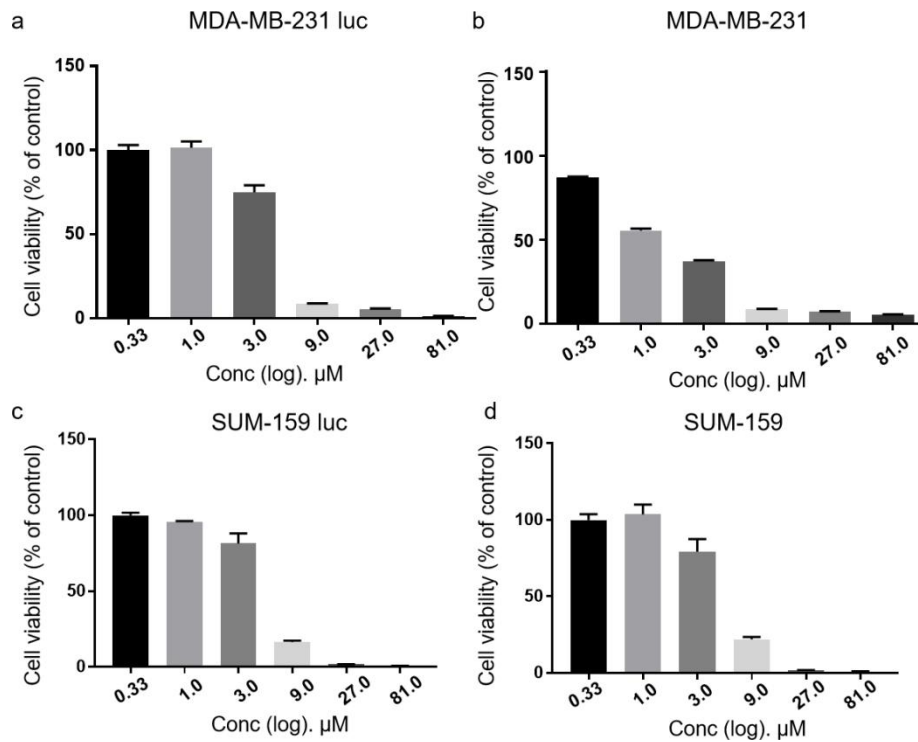 a
MDA-MB-231 luc
Cell viability (% of control)
150
100
50
0
0.33
1.0
3.0
9.0
27.0
81.0
Conc (log). µM
b
MDA-MB-231
Cell viability (% of control)
150
100
50
0
0.33
1.0
3.0
9.0
27.0
81.0
Conc (log). µM
c
SUM-159 luc
Cell viability (% of control)
150
100
50
0
0.33
1.0
3.0
9.0
27.0
81.0
Conc (log). µM
d
SUM-159
Cell viability (% of control)
150
100
50
0
0.33
1.0
3.0
9.0
27.0
81.0
Conc (log). µM